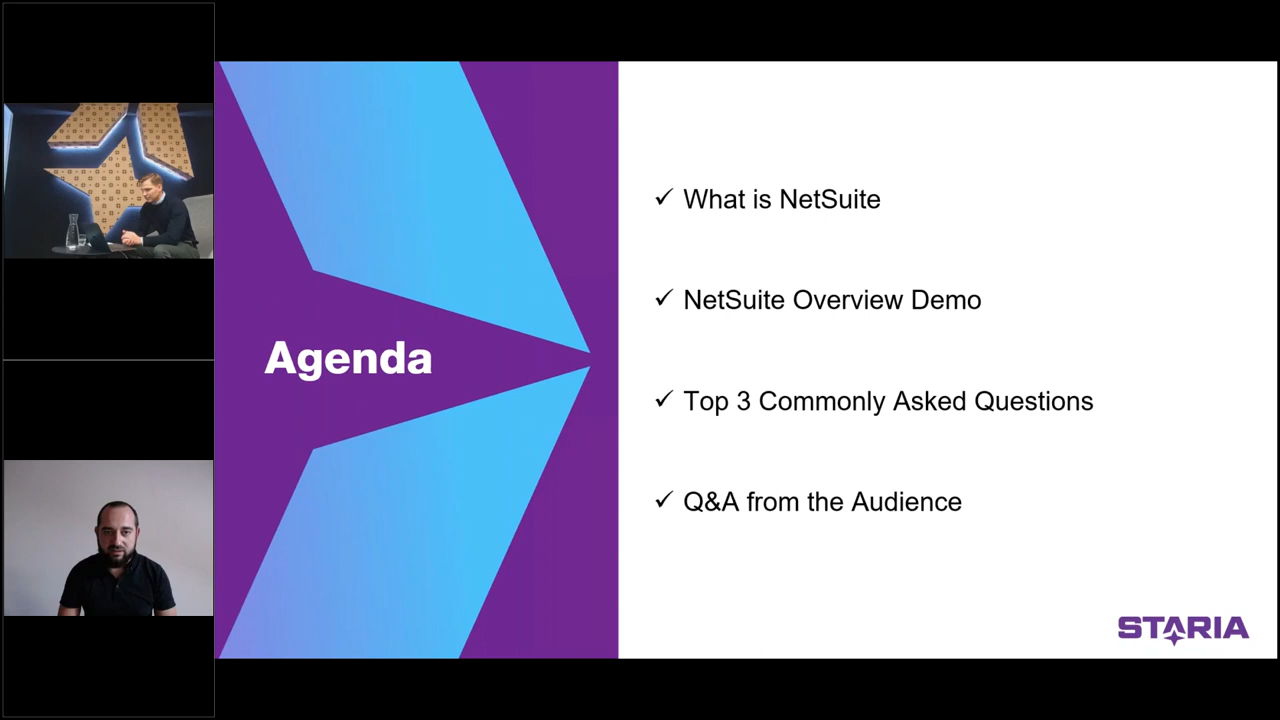 Agenda
What is NetSuite
NetSuite Overview Demo
Top 3 Commonly Asked Questions
Q&A from the Audience
STARIA